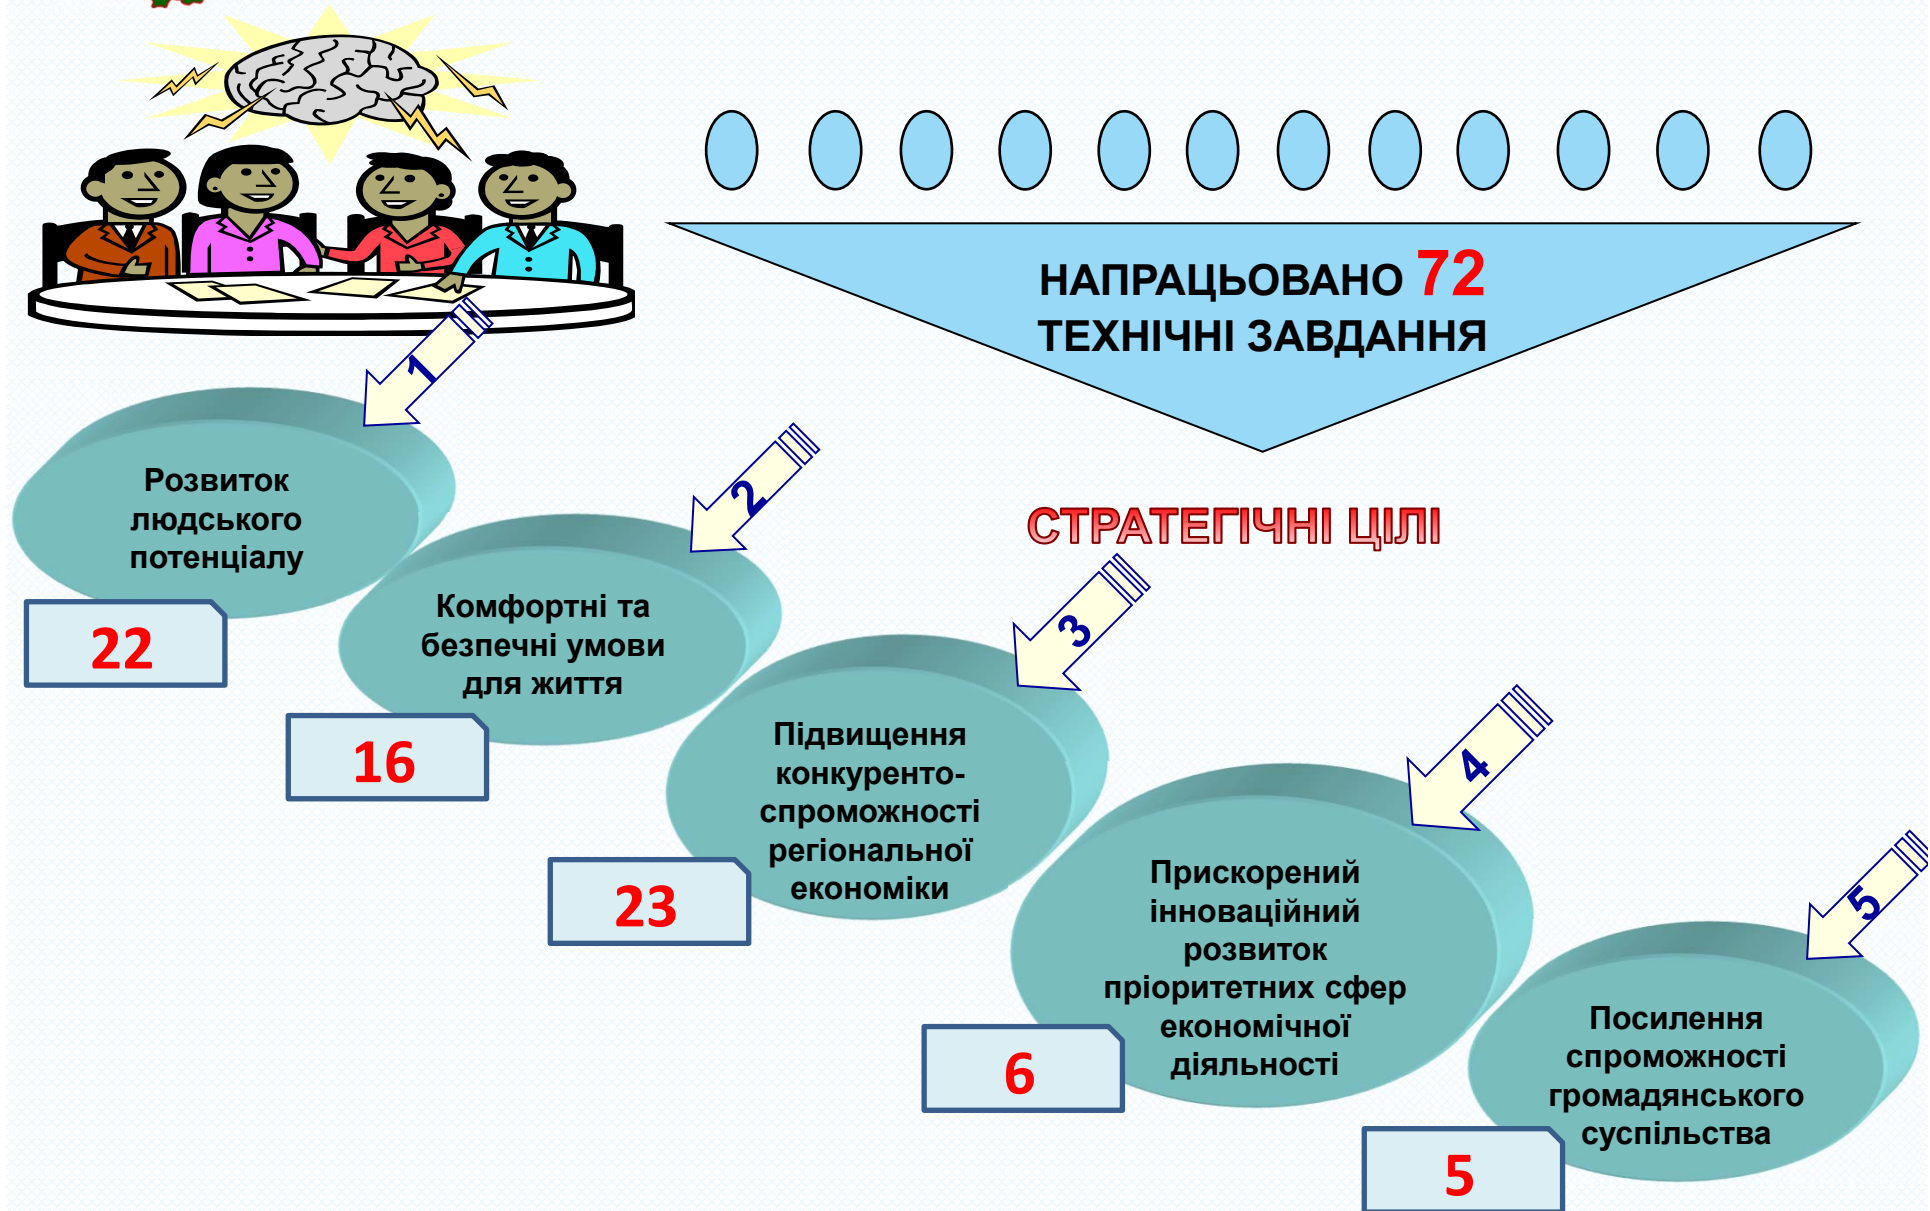 НАПРАЦЬОВАНО 72
ТЕХНІЧНІ ЗАВДАННЯ
СТРАТЕГІЧНІ ЦІЛІ
1
Розвиток
людського
потенціалу
22
2
Комфортні та
безпечні умови
для життя
16
3
Підвищення
конкуренто-
спроможності
регіональної
економіки
23
4
Прискорений
інноваційний
розвиток
пріоритетних сфер
економічної
діяльності
6
5
Посилення
спроможності
громадянського
суспільства
5